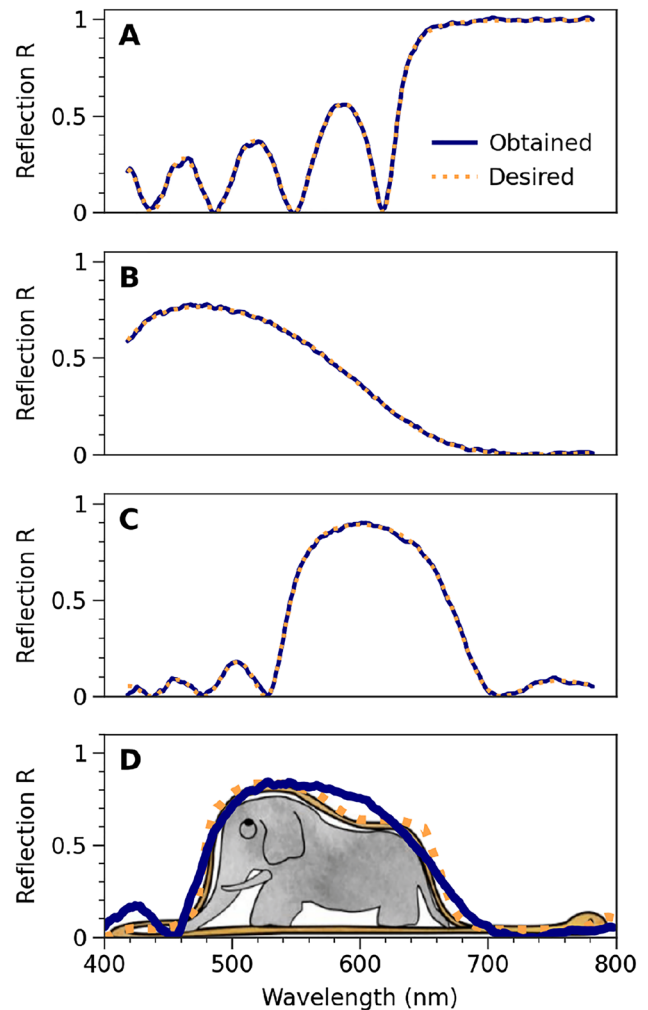 A
Reflection R
1
0.5
0
Obtained
Desired
B
Reflection R
1
0.5
0
C
Reflection R
1
0.5
0
D
Reflection R
1
0.5
0
400 500 600 700 800
Wavelength (nm)